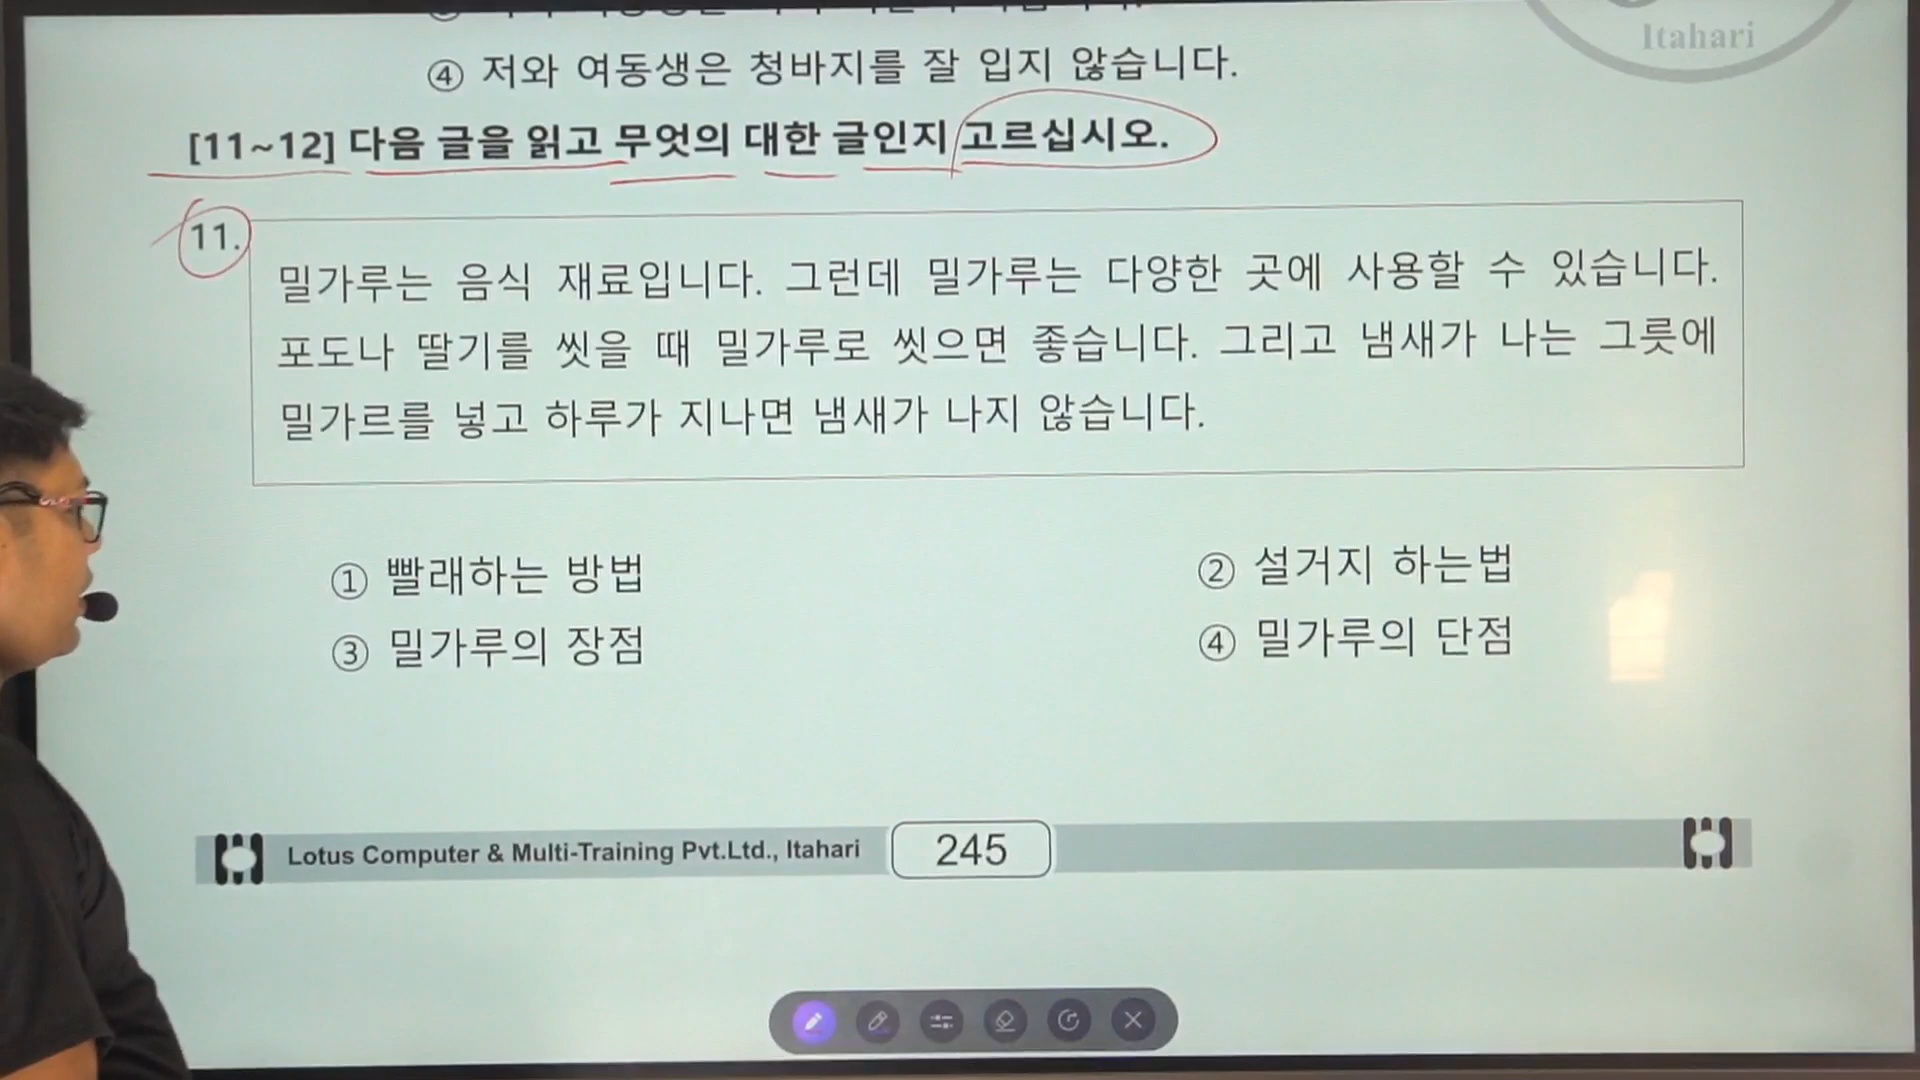 Itahari
④ 저와 여동생은 청바지를 잘 입지 않습니다.
[11~12] 다음 글을 읽고 무엇의 대한 글인지 고르십시오.
11.
밀가루는 음식 재료입니다. 그런데 밀가루는 다양한 곳에 사용할 수 있습니다.
포도나 딸기를 씻을 때 밀가루로 씻으면 좋습니다. 그리고 냄새가 나는 그릇에
밀가르를 넣고 하루가 지나면 냄새가 나지 않습니다.
① 빨래하는 방법
② 설거지 하는법
③ 밀가루의 장점
④ 밀가루의 단점
Lotus Computer & Multi-Training Pvt.Ltd., Itahari
245